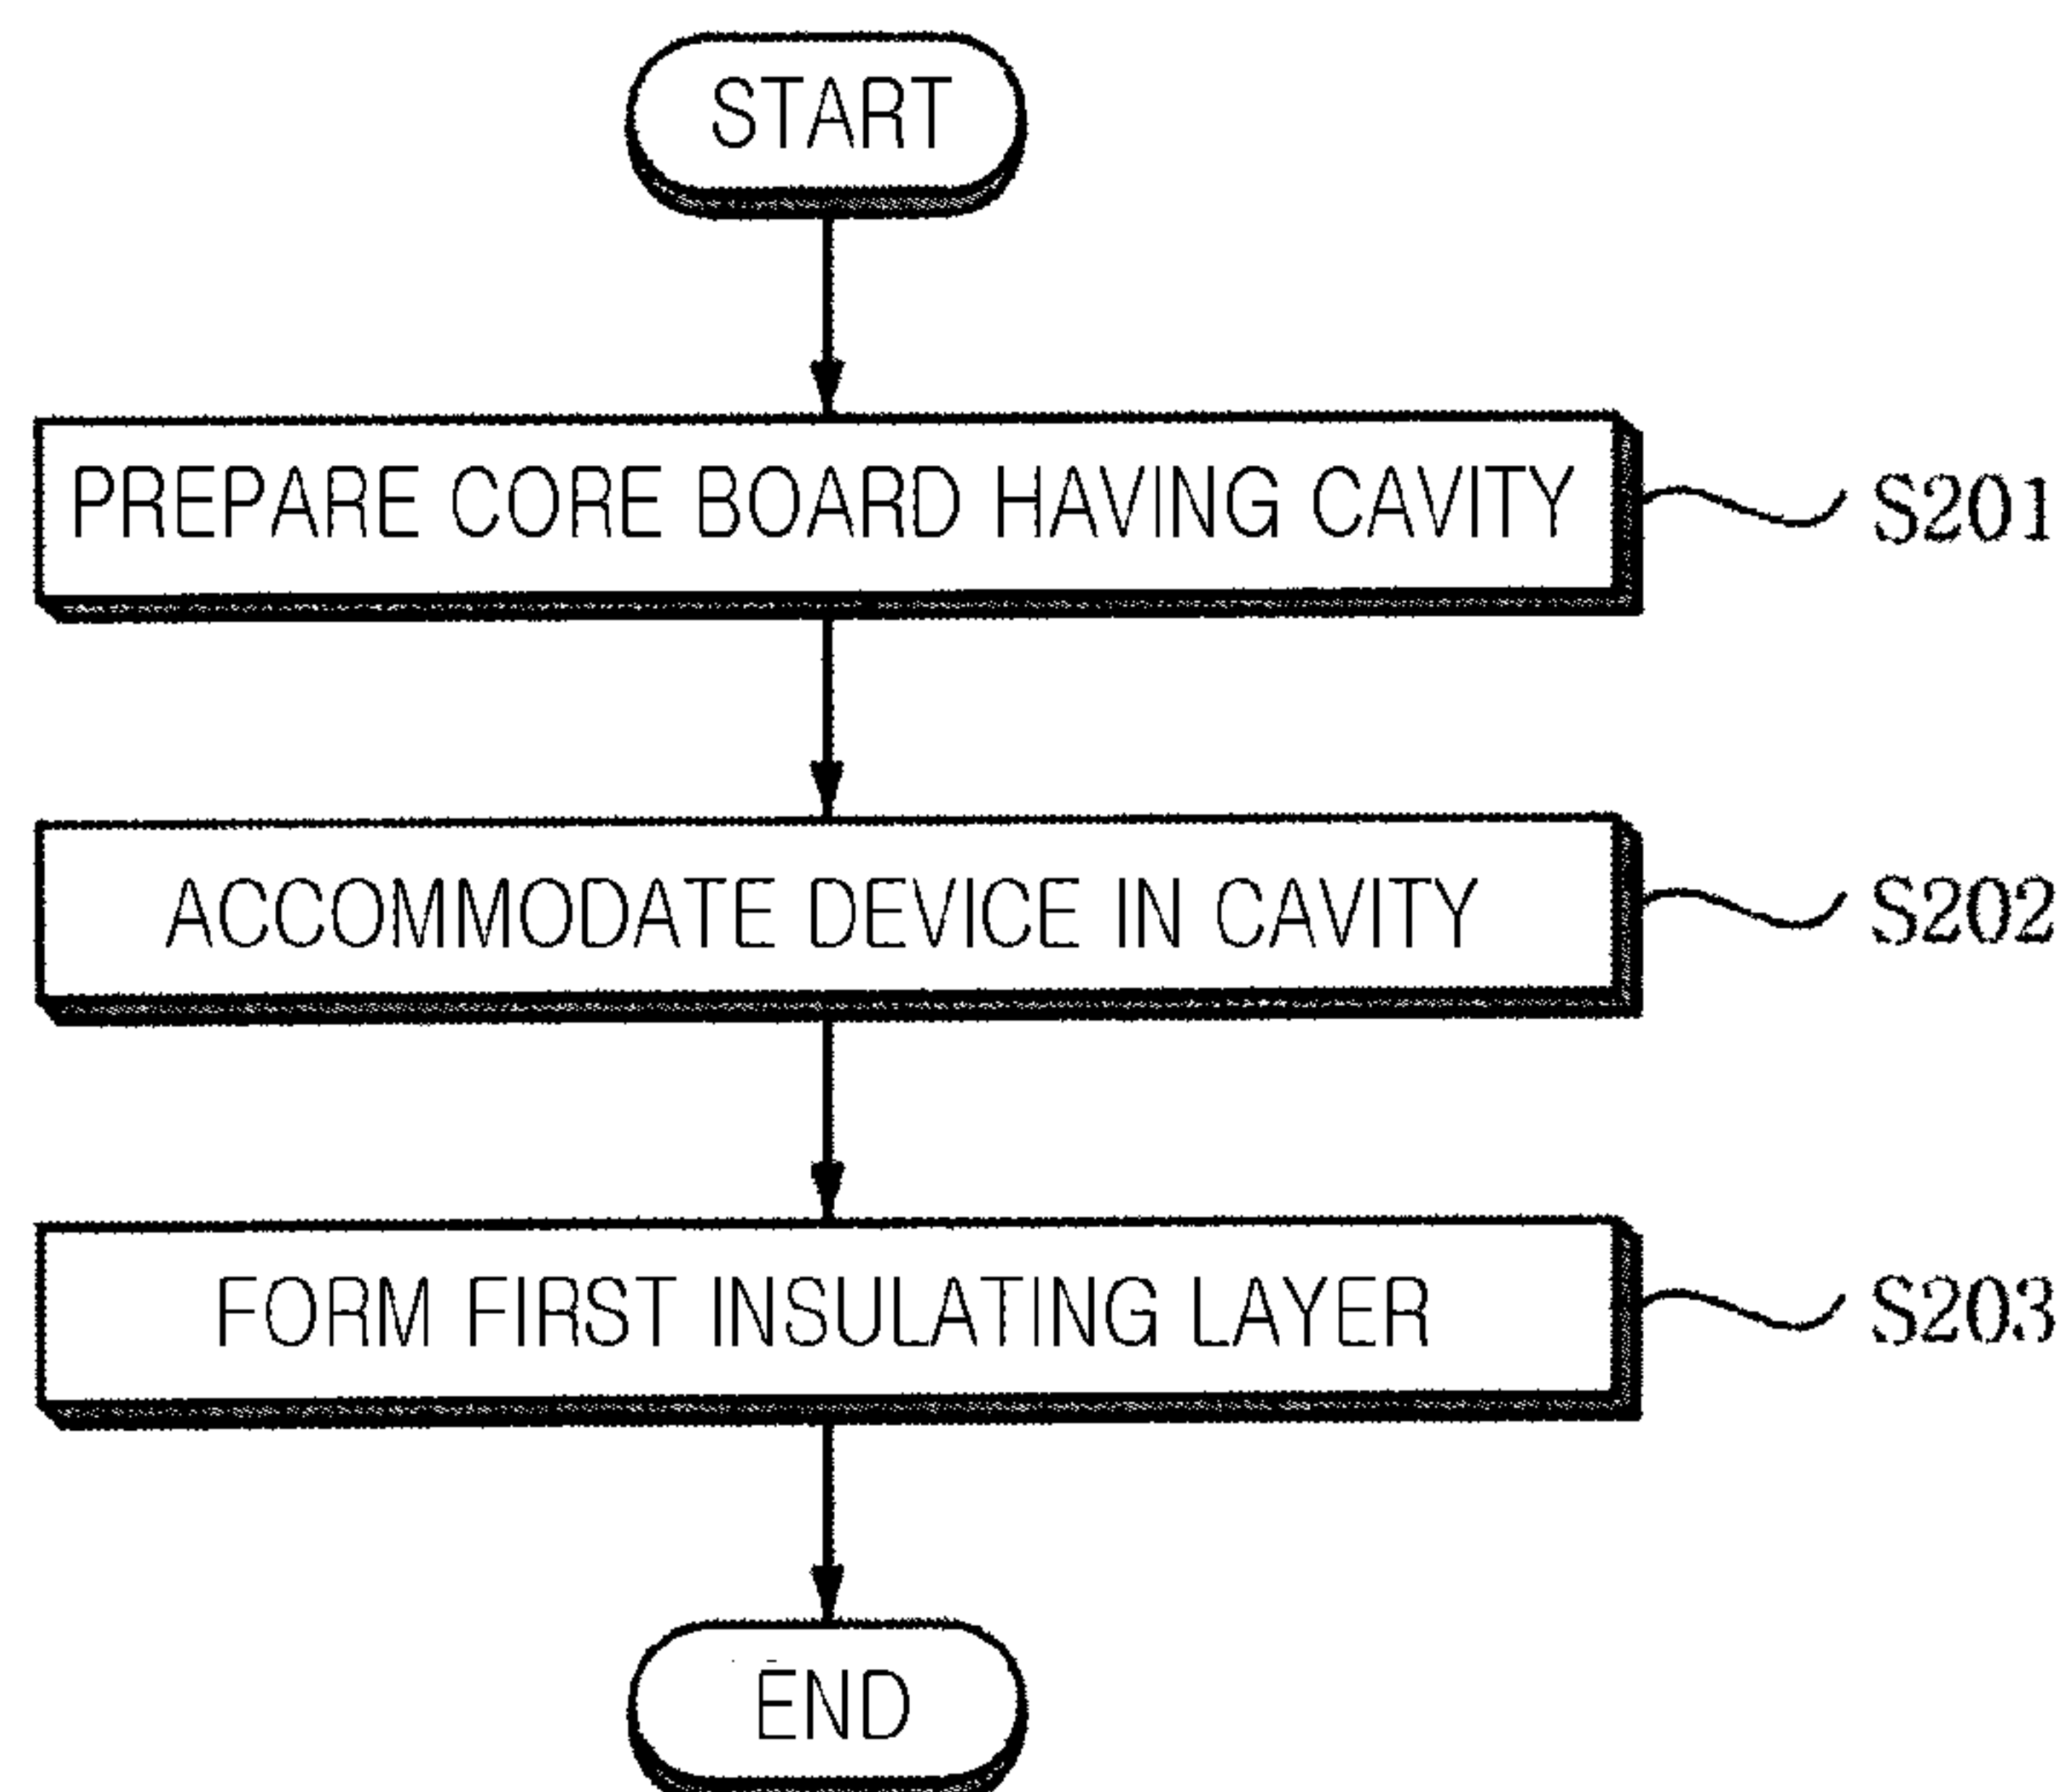 START
PREPARE CORE BOARD HAVING CAVITY
S201
ACCOMMODATE DEVICE IN CAVITY
S202
FORM FIRST INSULATING LAYER
S203
END